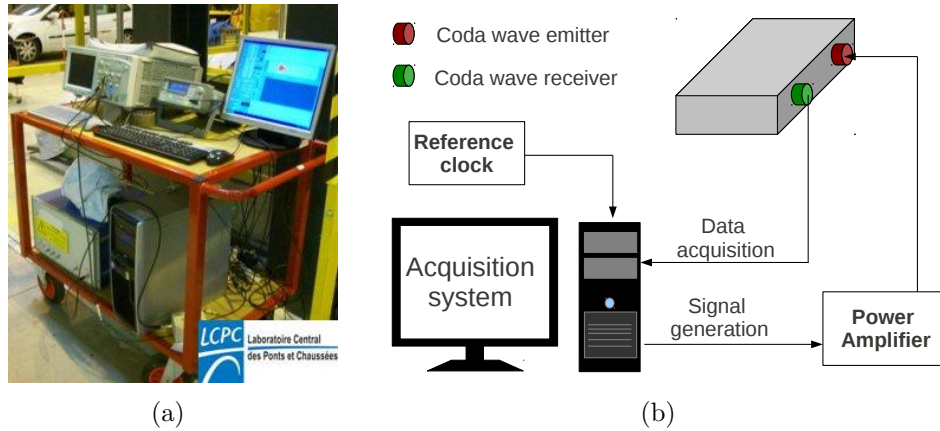 LCPC
Laboratoire Central
des Ponts et Chaussées
(a)
Coda wave emitter
Coda wave receiver
Reference
clock
Data
acquisition
Acquisition
system
Signal
generation
Power
Amplifier
(b)